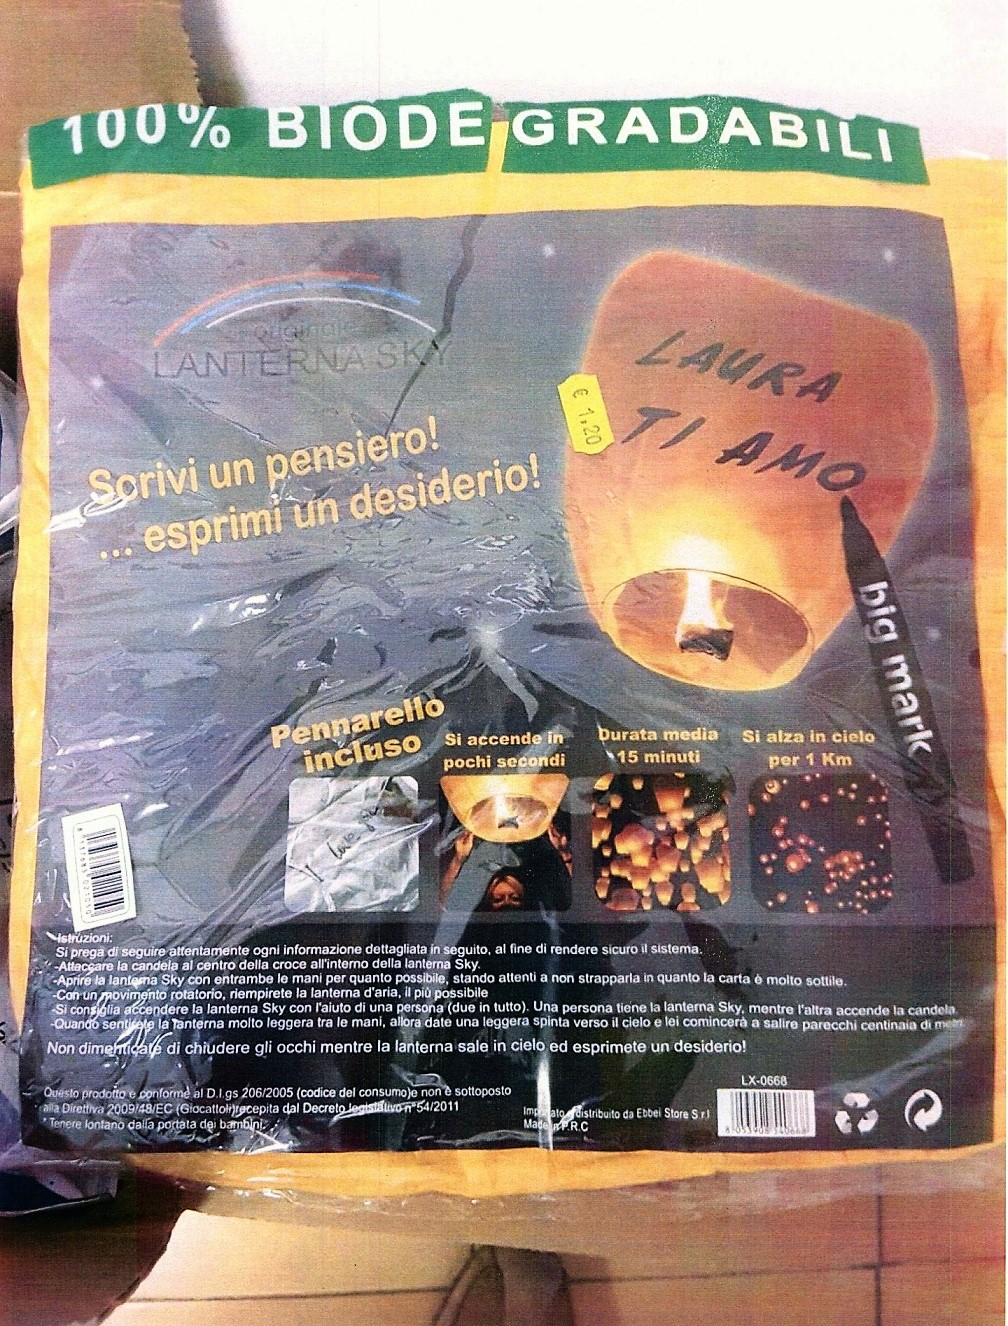 100% BIODEGRADABILI
originale
LANTERNA SKY
€ 1,20
LAURA
TI AMO
Scrivi un pensiero!
... esprimi un desiderio!
big mark
Pennarello
incluso
Si accende in
pochi secondi
Durata media
15 minuti
Si alza in cielo
per 1 Km
Istruzioni:
Si prega di seguire attentamente ogni informazione dettagliata in seguito, al fine di rendere sicuro il sistema.
-Attaccare la candela al centro della croce all'interno della lanterna Sky.
-Aprire la lanterna Sky con entrambe le mani per quanto possibile, stando attenti a non strapparla in quanto la carta è molto sottile.
-Con un movimento rotatorio, riempirete la lanterna d'aria, il più possibile
-Si consiglia accendere la lanterna Sky con l'aiuto di una persona (due in tutto). Una persona tiene la lanterna Sky, mentre l'altra accende la candela.
-Quando sentirete la lanterna molto leggera tra le mani, allora date una leggera spinta verso il cielo e lei comincerà a salire parecchi centinaia di metri.
Non dimenticate di chiudere gli occhi mentre la lanterna sale in cielo ed esprimete un desiderio!
Questo prodotto è conforme al D.l.gs 206/2005 (codice del consumo)e non è sottoposto
alla Direttiva 2009/48/EC (Giocattoli)recepita dal Decreto legislativo n°54/2011
* Tenere lontano dalla portata dei bambini.
Importato e distribuito da Ebbei Store S.r.l
Made in P.R.C
LX-0668